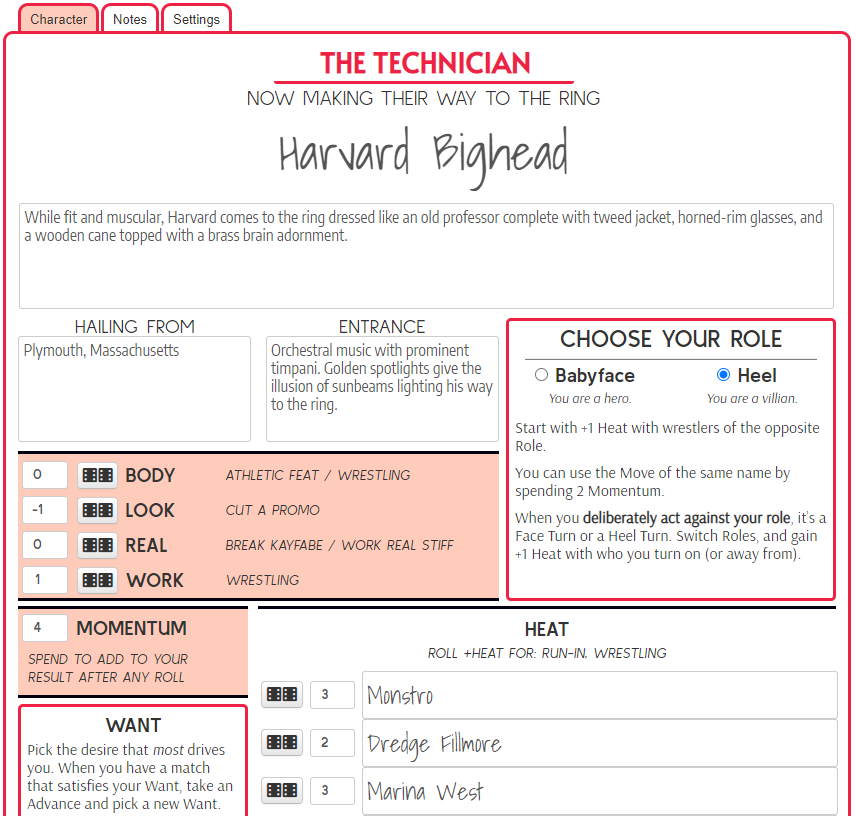 Character Notes Settings
THE TECHNICIAN
NOW MAKING THEIR WAY TO THE RING
Harvard Bighead
While fit and muscular, Harvard comes to the ring dressed like an old professor complete with tweed jacket, horned-rim glasses, and
a wooden cane topped with a brass brain adornment.
HAILING FROM
Plymouth, Massachusetts
ENTRANCE
Orchestral music with prominent
timpani. Golden spotlights give the
illusion of sunbeams lighting his way
to the ring.
CHOOSE YOUR ROLE
Babyface Heel
You are a hero. You are a villian.
Start with +1 Heat with wrestlers of the opposite
Role.
You can use the Move of the same name by
spending 2 Momentum.
When you deliberately act against your role, it's a
Face Turn or a Heel Turn. Switch Roles, and gain
+1 Heat with who you turn on (or away from).
0 BODY ATHLETIC FEAT / WRESTLING
-1 LOOK CUT A PROMO
0 REAL BREAK KAYFABE / WORK REAL STIFF
1 WORK WRESTLING
4 MOMENTUM
SPEND TO ADD TO YOUR
RESULT AFTER ANY ROLL
WANT
Pick the desire that most drives
you. When you have a match
that satisfies your Want, take an
Advance and pick a new Want.
HEAT
ROLL +HEAT FOR: RUN-IN, WRESTLING
3 Monstro
2 Dredge Fillmore
3 Marina West